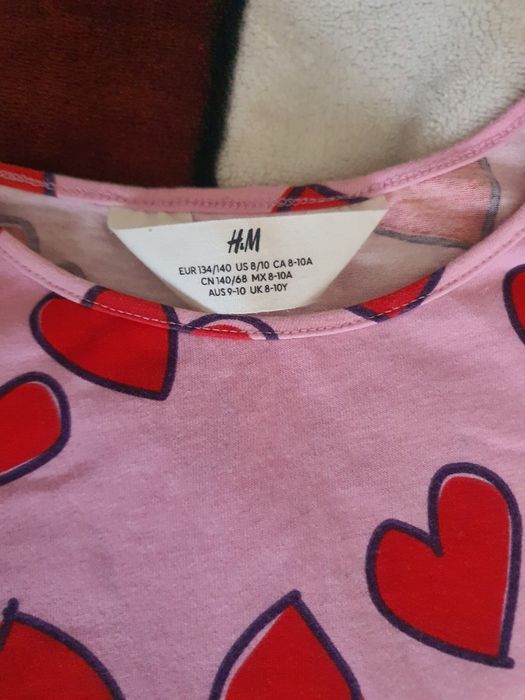 H&M
EUR 134/140 US 8/10 CA 8-10A
CN 140/68 MX 8-10A
AUS 9-10 UK 8-10Y